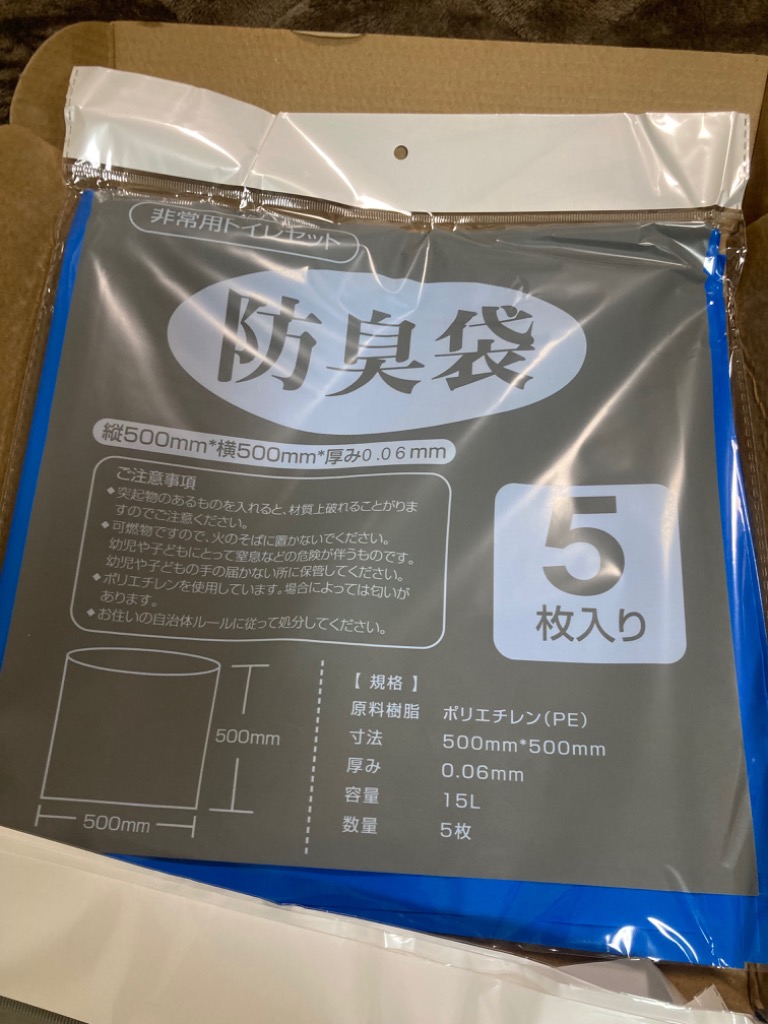 非常用トイレキット
防臭袋
縦500mm*横500mm*厚み0.06mm
ご注意事項
◆突起物のあるものを入れると、材質上破れることがりま
すのでご注意ください。
◆可燃物ですので、火のそばに置かないでください。
幼児や子どもにとって窒息などの危険が伴うものです。
幼児や子どもの手の届かない所に保管してください。
◆ポリエチレンを使用しています。場合によっては匂いが
あります。
◆お住いの自治体ルールに従って処分してください。
5
枚入り
500mm
500mm
【 規格 】
原料樹脂 ポリエチレン(PE)
寸法 500mm*500mm
厚み 0.06mm
容量 15L
数量 5枚